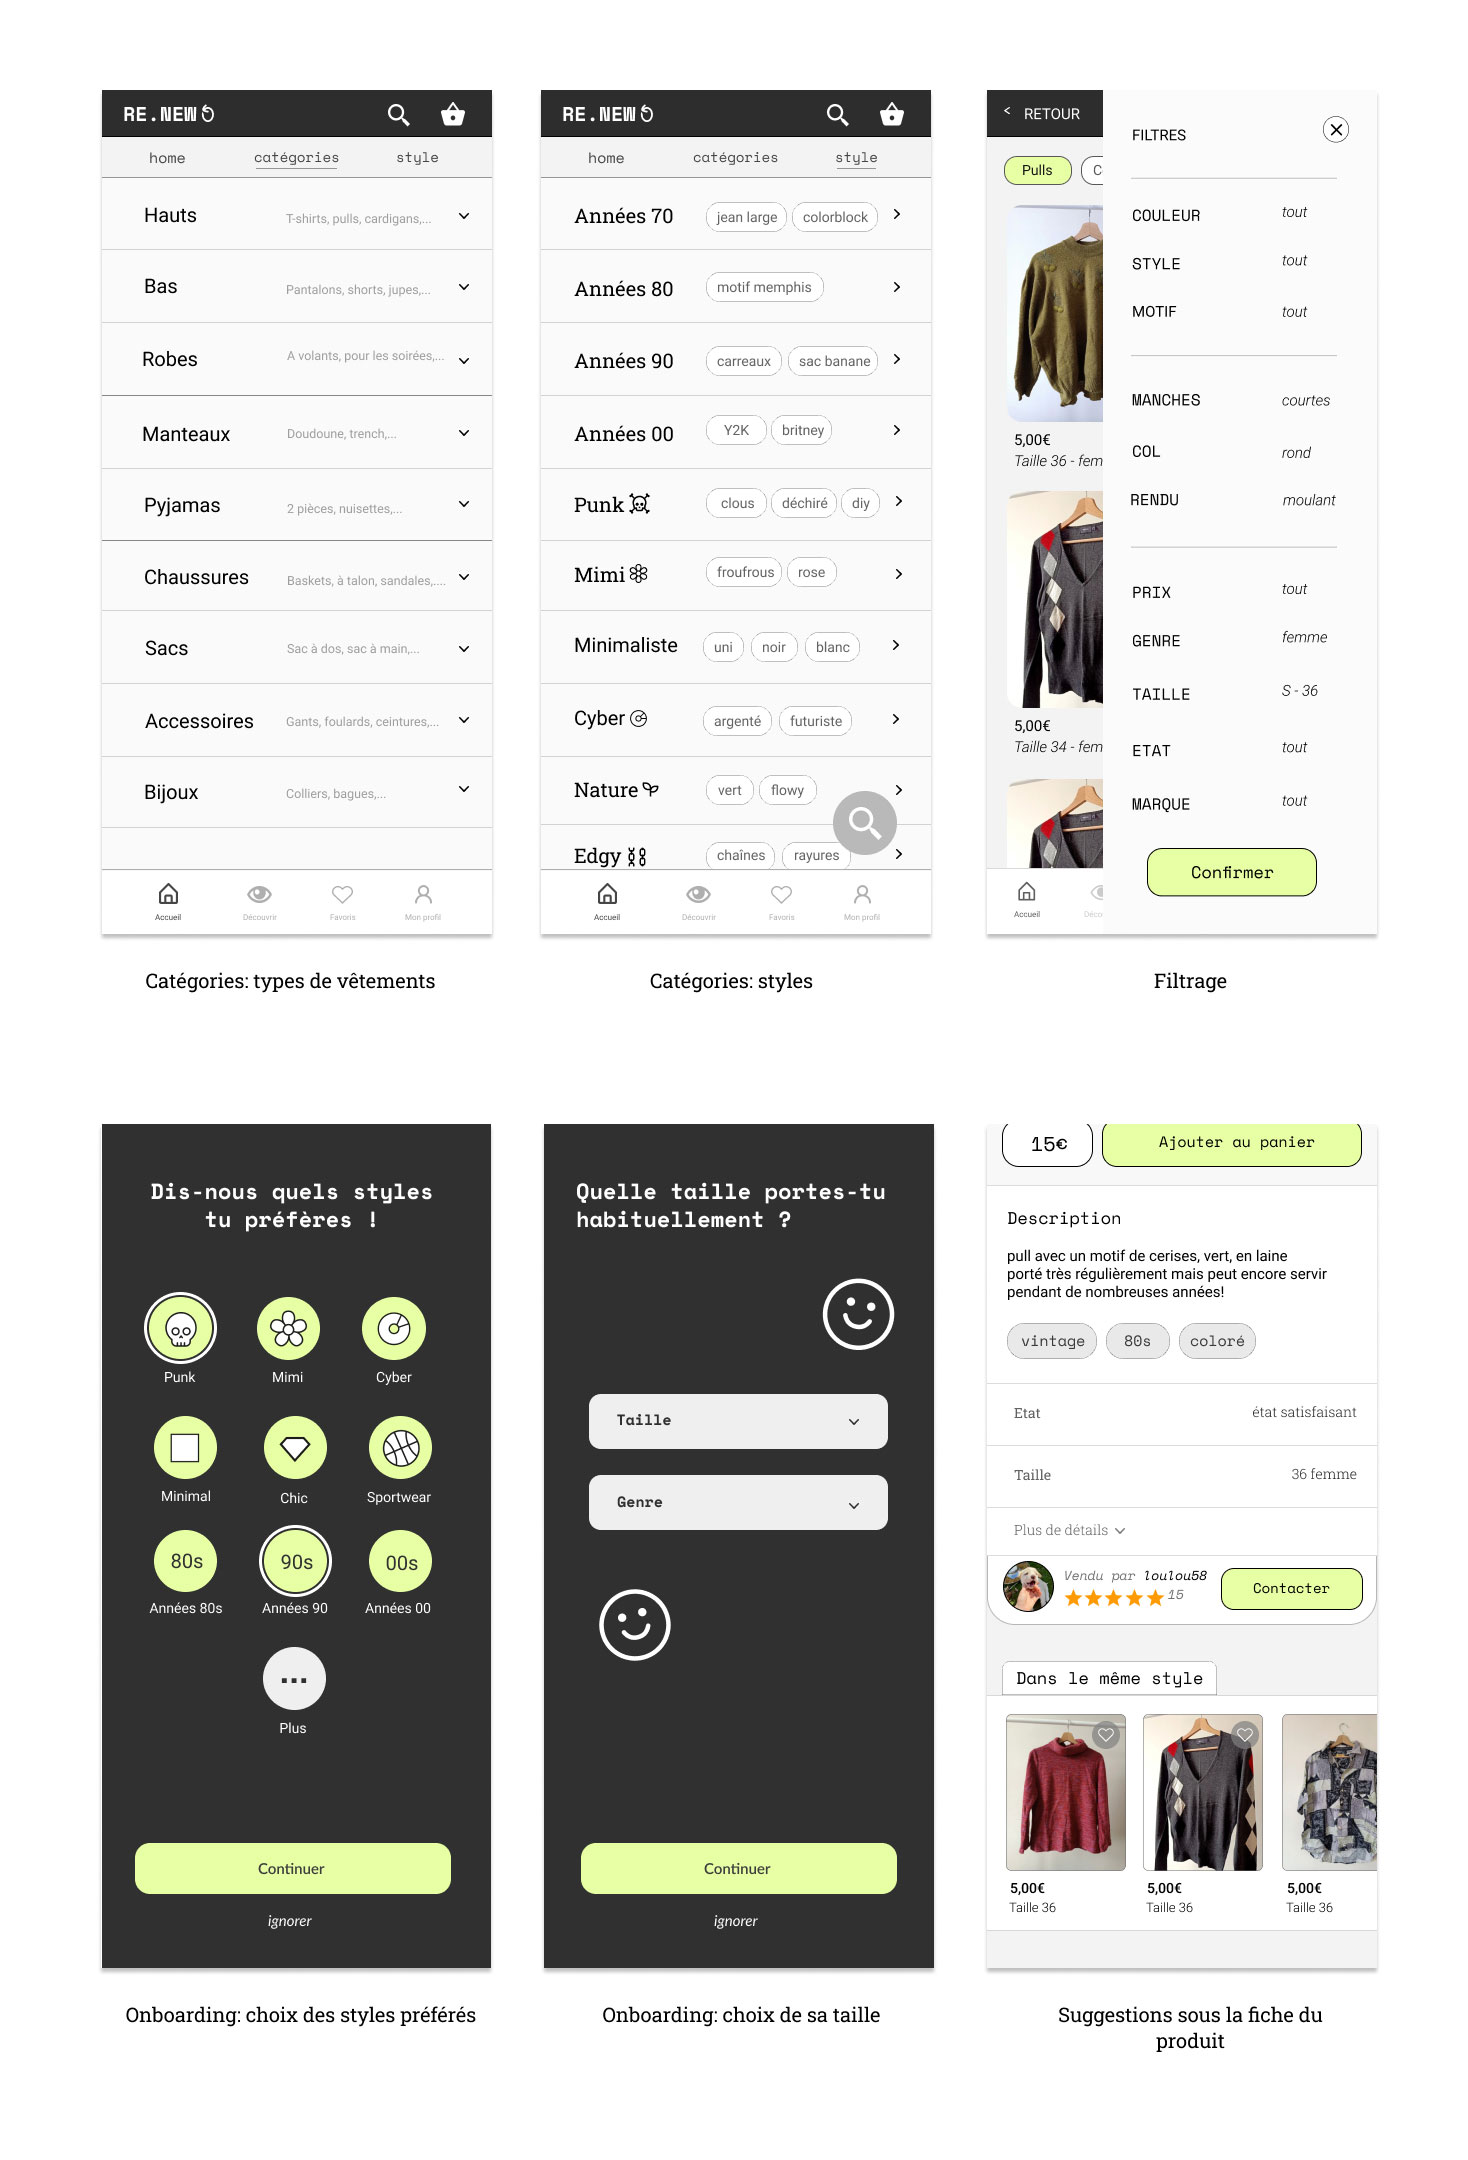 RE.NEW
home catégories style
Hauts T-shirts, pulls, cardigans,...
Bas Pantalons, shorts, jupes,...
Robes A volants, pour les soirées,...
Manteaux Doudoune, trench,...
Pyjamas 2 pièces, nuisettes,...
Chaussures Baskets, à talon, sandales,....
Sacs Sac à dos, sac à main,...
Accessoires Gants, foulards, ceintures,...
Bijoux Colliers, bagues,...
Accueil Découvrir Favoris Mon profil
Catégories: types de vêtements
RE.NEW
home catégories style
Années 70 jean large colorblock
Années 80 motif memphis
Années 90 carreaux sac banane
Années 00 Y2K britney
Punk clous déchiré diy
Mimi froufrous rose
Minimaliste uni noir blanc
Cyber argenté futuriste
Nature vert flowy
Edgy chaînes rayures
Accueil Découvrir Favoris Mon profil
Catégories: styles
< RETOUR
Pulls C
5,00€
Taille 36 - fem
5,00€
Taille 34 - fem
Accueil Déco
FILTRES
COULEUR tout
STYLE tout
MOTIF tout
MANCHES courtes
COL rond
RENDU moulant
PRIX tout
GENRE femme
TAILLE S - 36
ETAT tout
MARQUE tout
Confirmer
Filtrage
Dis-nous quels styles
tu préfères !
Punk Mimi Cyber
Minimal Chic Sportwear
80s 90s 00s
Années 80s Années 90 Années 00
...
Plus
Continuer
ignorer
Onboarding: choix des styles préférés
Quelle taille portes-tu
habituellement ?
Taille
Genre
Continuer
ignorer
Onboarding: choix de sa taille
15€ Ajouter au panier
Description
pull avec un motif de cerises, vert, en laine
porté très régulièrement mais peut encore servir
pendant de nombreuses années!
vintage 80s coloré
Etat état satisfaisant
Taille 36 femme
Plus de détails
Vendu par loulou58
15
Contacter
Dans le même style
5,00€ 5,00€ 5,00€
Taille 36 Taille 36 Taille 36
Suggestions sous la fiche du
produit